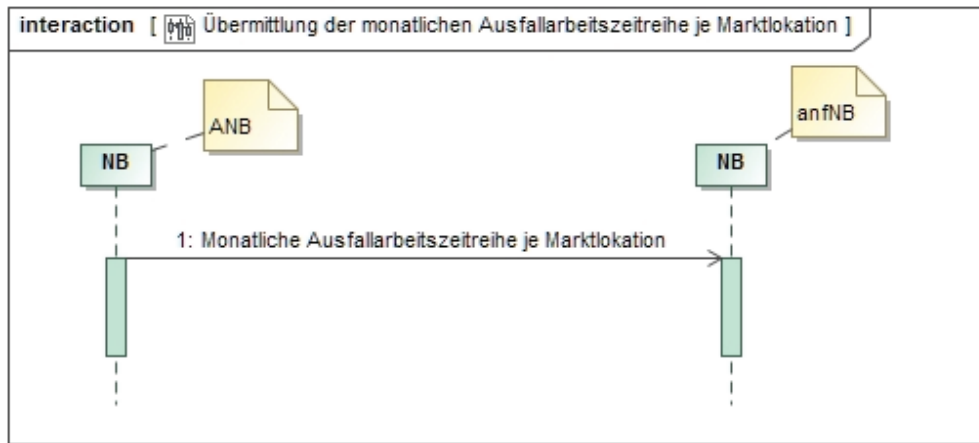 interaction [ Übermittlung der monatlichen Ausfallarbeitszeitreihe je Marktlokation ]
ANB
anfNB
NB
NB
1: Monatliche Ausfallarbeitszeitreihe je Marktlokation